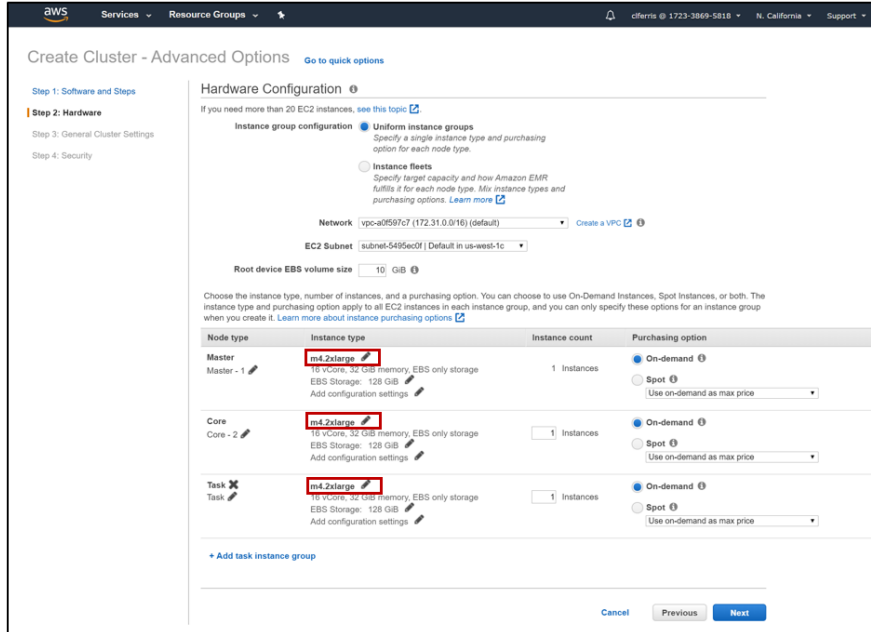 aws Services Resource Groups clferris @ 1723-3869-5818 N. California Support
Create Cluster - Advanced Options Go to quick options
Step 1: Software and Steps
Step 2: Hardware
Step 3: General Cluster Settings
Step 4: Security
Hardware Configuration
If you need more than 20 EC2 instances, see this topic.
Instance group configuration Uniform instance groups
Specify a single instance type and purchasing
option for each node type.
Instance fleets
Specify target capacity and how Amazon EMR
fulfills it for each node type. Mix instance types and
purchasing options. Learn more
Network vpc-a0f597c7 (172.31.0.0/16) (default) Create a VPC
EC2 Subnet subnet-5495ec0f | Default in us-west-1c
Root device EBS volume size 10 GiB
Choose the instance type, number of instances, and a purchasing option. You can choose to use On-Demand Instances, Spot Instances, or both. The
instance type and purchasing option apply to all EC2 instances in each instance group, and you can only specify these options for an instance group
when you create it. Learn more about instance purchasing options
Node type Instance type Instance count Purchasing option
Master m4.2xlarge On-demand
Master - 1 16 vCore, 32 GiB memory, EBS only storage 1 Instances
EBS Storage: 128 GiB Spot
Add configuration settings Use on-demand as max price
Core m4.2xlarge On-demand
Core - 2 16 vCore, 32 GiB memory, EBS only storage 1 Instances
EBS Storage: 128 GiB Spot
Add configuration settings Use on-demand as max price
Task m4.2xlarge On-demand
Task 16 vCore, 32 GiB memory, EBS only storage 1 Instances
EBS Storage: 128 GiB Spot
Add configuration settings Use on-demand as max price
+ Add task instance group
Cancel Previous Next